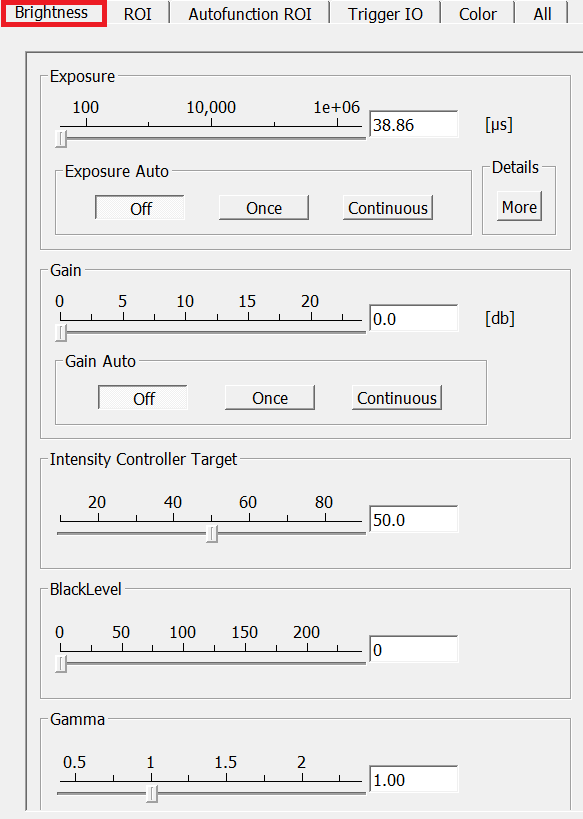 Brightness ROI Autofunction ROI Trigger IO Color All
Exposure
100 10,000 1e+06
38.86 [µs]
Exposure Auto Details
Off Once Continuous More
Gain
0 5 10 15 20
0.0 [db]
Gain Auto
Off Once Continuous
Intensity Controller Target
20 40 60 80
50.0
BlackLevel
0 50 100 150 200
0
Gamma
0.5 1 1.5 2
1.00